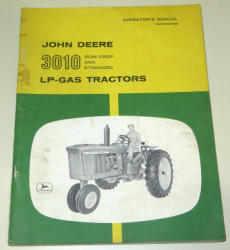 OPERATOR'S MANUAL
JOHN DEERE
3010 ROW-CROP AND STANDARD
LP-GAS TRACTORS